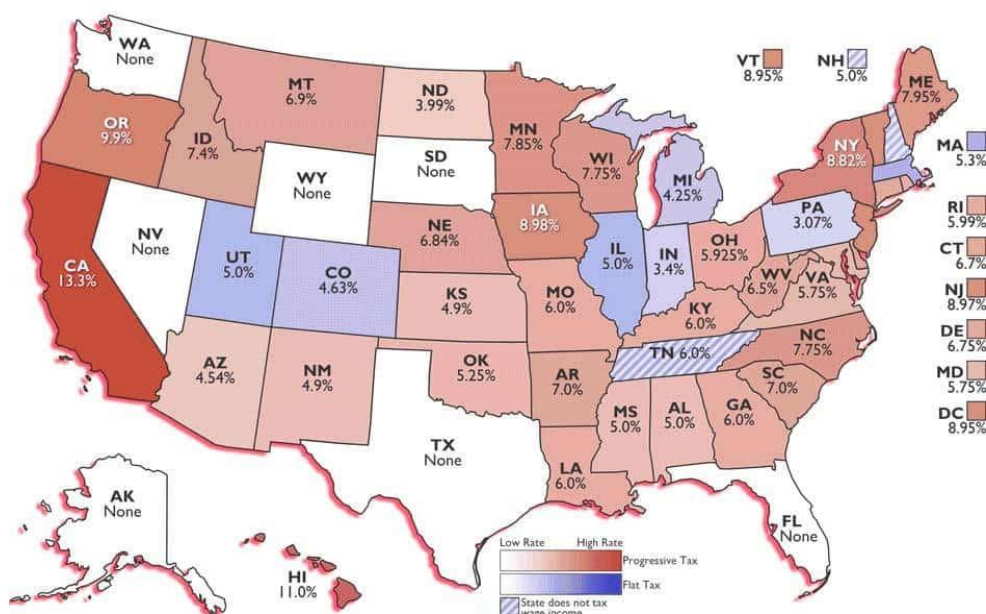 WA
None
MT
6.9%
ND
3.99%
MN
7.85%
VT
8.95%
NH
5.0%
ME
7.95%
OR
9.9%
ID
7.4%
SD
None
WI
7.75%
MI
4.25%
NY
8.82%
MA
5.3%
WY
None
NE
6.84%
IA
8.98%
PA
3.07%
RI
5.99%
NV
None
UT
5.0%
CO
4.63%
IL
5.0%
IN
3.4%
OH
5.925%
CT
6.7%
CA
13.3%
KS
4.9%
MO
6.0%
WV
6.5%
VA
5.75%
NJ
8.97%
KY
6.0%
DE
6.75%
AZ
4.54%
NM
4.9%
OK
5.25%
AR
7.0%
TN 6.0%
NC
7.75%
SC
7.0%
MD
5.75%
MS
5.0%
AL
5.0%
GA
6.0%
DC
8.95%
TX
None
LA
6.0%
AK
None
FL
None
HI
11.0%
Low Rate High Rate
Progressive Tax
Flat Tax
State does not tax
wage income